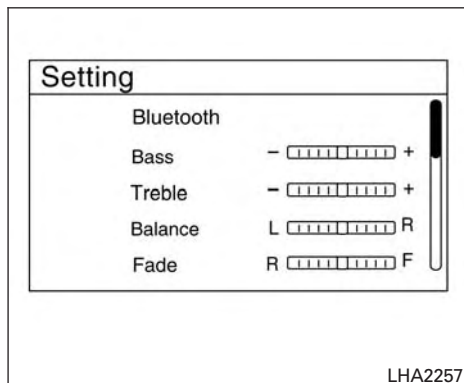 Setting
Bluetooth
Bass - +
Treble - +
Balance L R
Fade R F
LHA2257